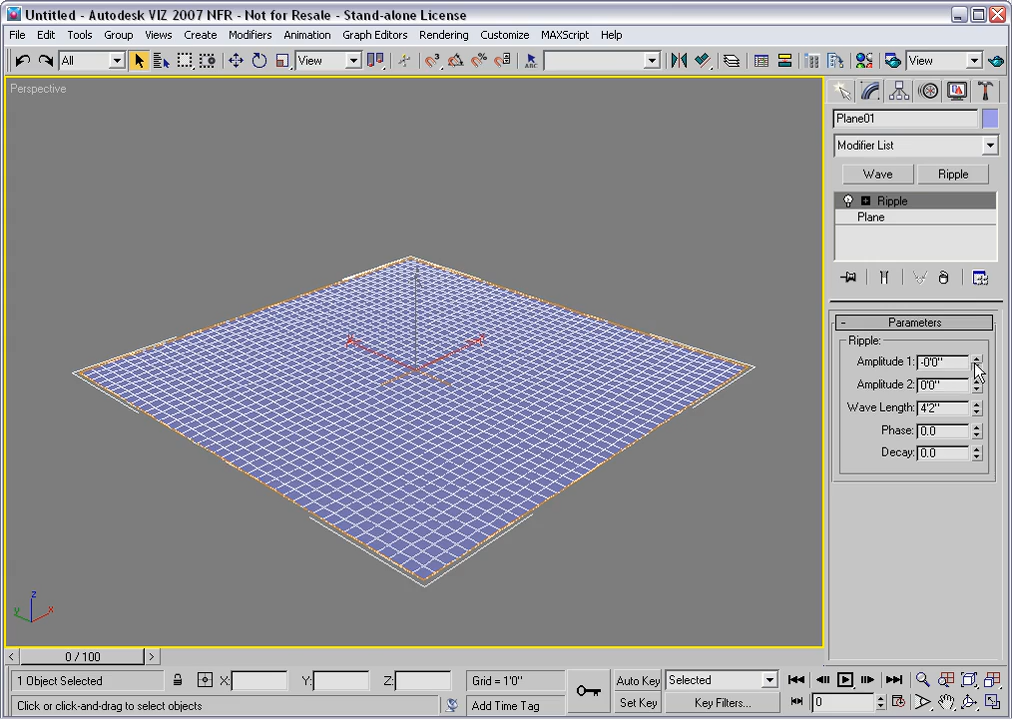 Untitled - Autodesk VIZ 2007 NFR - Not for Resale - Stand-alone License
File Edit Tools Group Views Create Modifiers Animation Graph Editors Rendering Customize MAXScript Help
All View ABC View
Perspective
Plane01
Modifier List
Wave Ripple
Ripple
Plane
- Parameters
Ripple:
Amplitude 1: -0'0"
Amplitude 2: 0'0"
Wave Length: 4'2"
Phase: 0.0
Decay: 0.0
z
y x
< 0 / 100 >
1 Object Selected X: Y: Z: Grid = 1'0" Auto Key Selected
Click or click-and-drag to select objects Add Time Tag Set Key Key Filters... 0